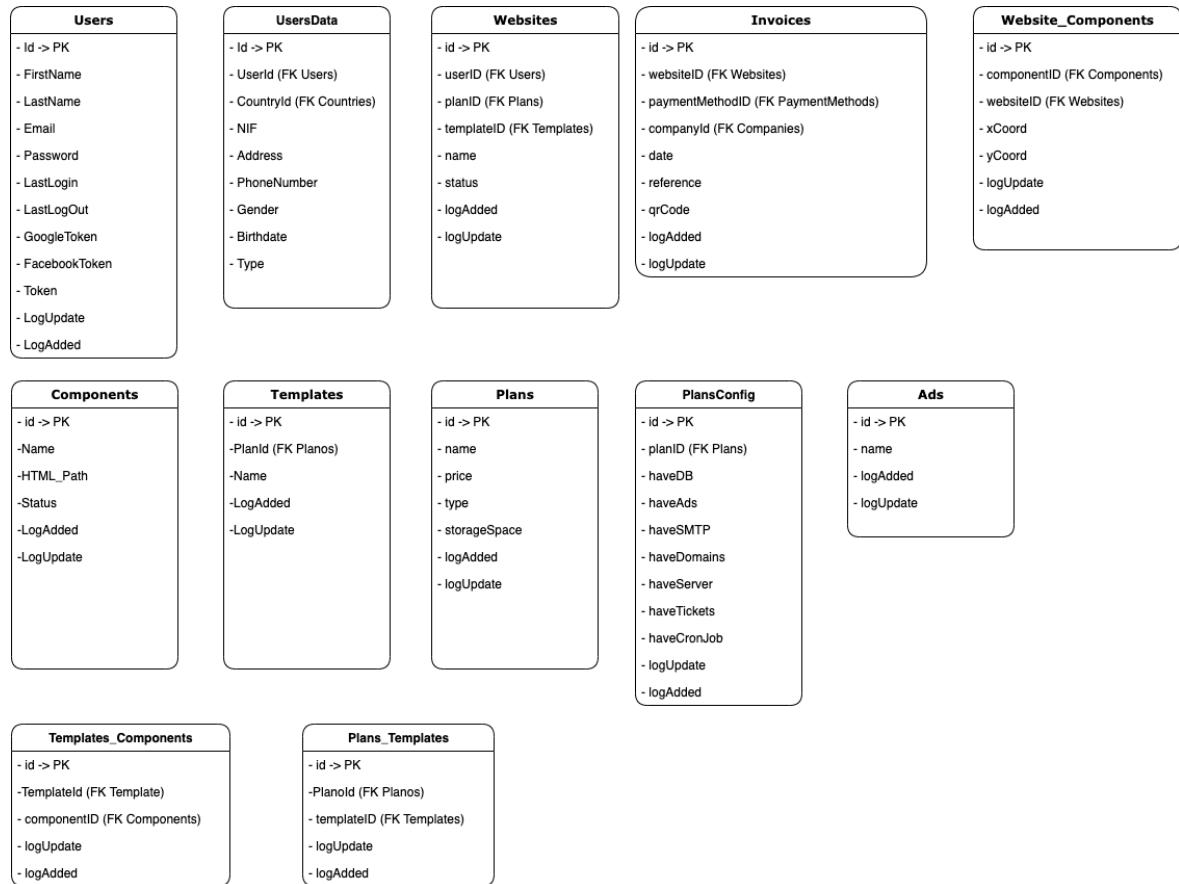 Users
- Id -> PK
- FirstName
- LastName
- Email
- Password
- LastLogin
- LastLogOut
- GoogleToken
- FacebookToken
- Token
- LogUpdate
- LogAdded
UsersData
- Id -> PK
- UserId (FK Users)
- CountryId (FK Countries)
- NIF
- Address
- PhoneNumber
- Gender
- Birthdate
- Type
Websites
- id -> PK
- userID (FK Users)
- planID (FK Plans)
- templateID (FK Templates)
- name
- status
- logAdded
- logUpdate
Invoices
- id -> PK
- websiteID (FK Websites)
- paymentMethodID (FK PaymentMethods)
- companyId (FK Companies)
- date
- reference
- qrCode
- logAdded
- logUpdate
Website_Components
- id -> PK
- componentID (FK Components)
- websiteID (FK Websites)
- xCoord
- yCoord
- logUpdate
- logAdded
Components
- id -> PK
-Name
-HTML_Path
-Status
-LogAdded
-LogUpdate
Templates
- id -> PK
-PlanId (FK Planos)
-Name
-LogAdded
-LogUpdate
Plans
- id -> PK
- name
- price
- type
- storageSpace
- logAdded
- logUpdate
PlansConfig
- id -> PK
- planID (FK Plans)
- haveDB
- haveAds
- haveSMTP
- haveDomains
- haveServer
- haveTickets
- haveCronJob
- logUpdate
- logAdded
Ads
- id -> PK
- name
- logAdded
- logUpdate
Templates_Components
- id -> PK
-TemplateId (FK Template)
- componentID (FK Components)
- logUpdate
- logAdded
Plans_Templates
- id -> PK
-PlanoId (FK Planos)
- templateID (FK Templates)
- logUpdate
- logAdded